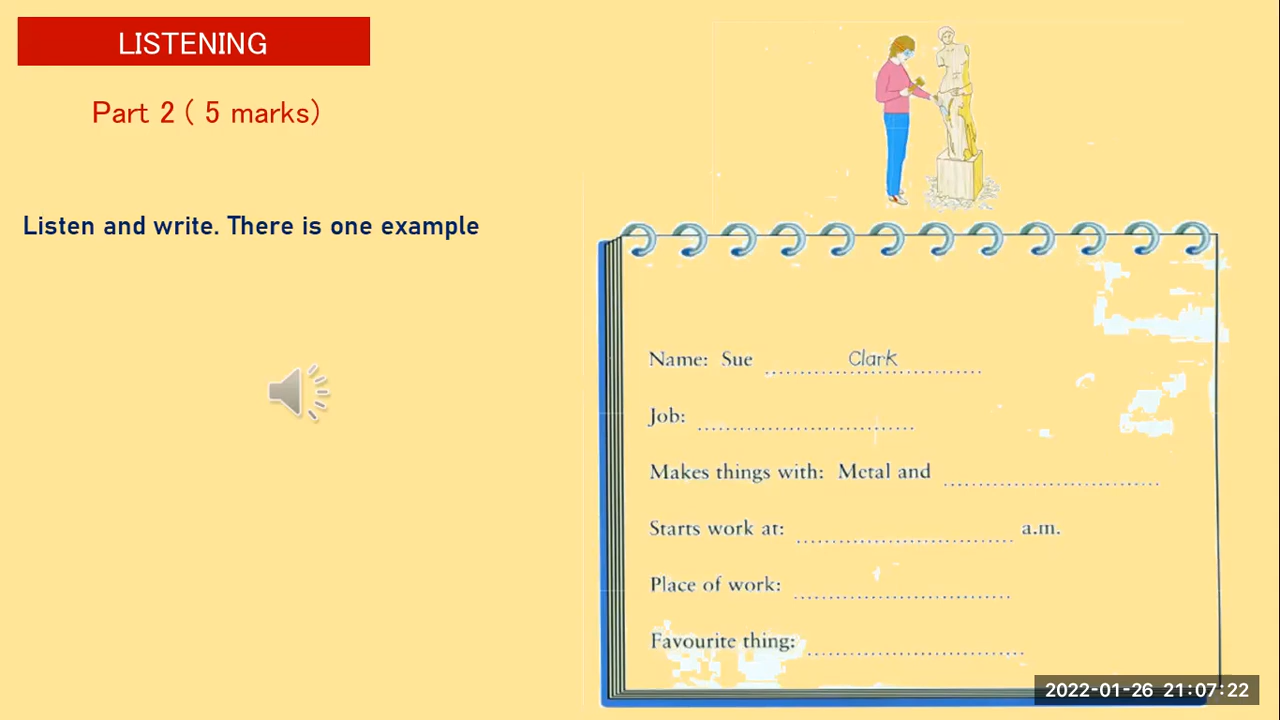 LISTENING
Part 2 ( 5 marks)
Listen and write. There is one example
Name: Sue ........ Clark ........
Job: ................
Makes things with: Metal and ................
Starts work at: ................ a.m.
Place of work: ................
Favourite thing: ................
2022-01-26 21:07:22